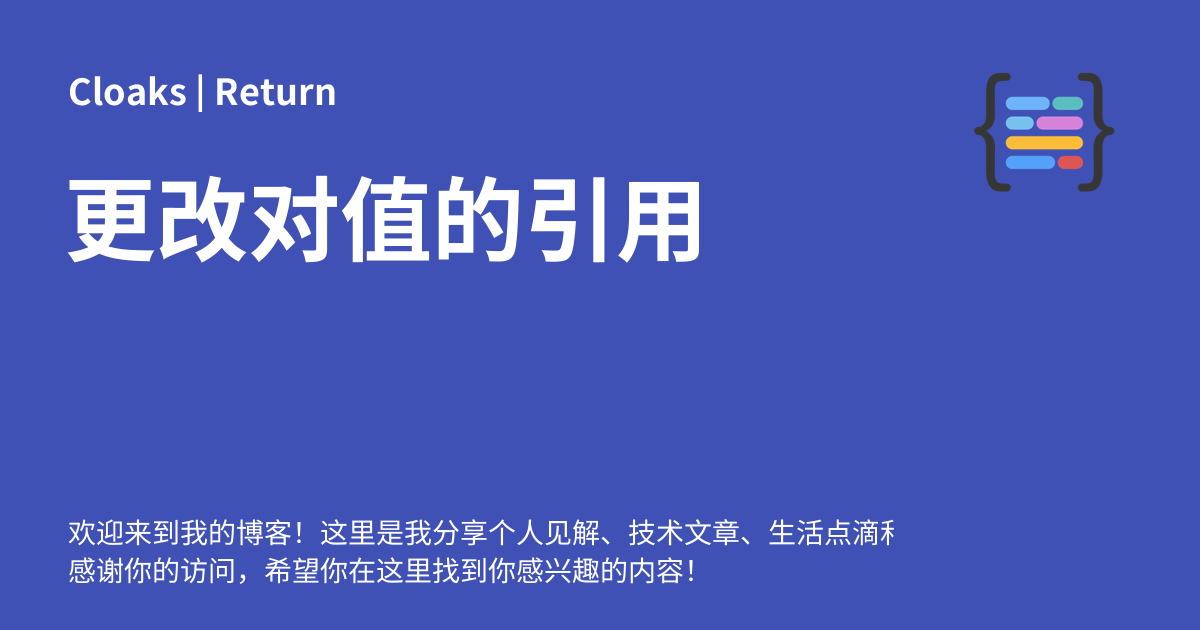 Cloaks | Return
更改对值的引用
欢迎来到我的博客！这里是我分享个人见解、技术文章、生活点滴
感谢你的访问，希望你在这里找到你感兴趣的内容！